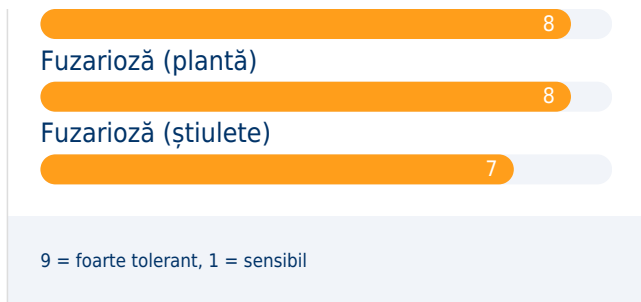 8
Fuzarioză (plantă)
8
Fuzarioză (știulete)
7
9 = foarte tolerant, 1 = sensibil